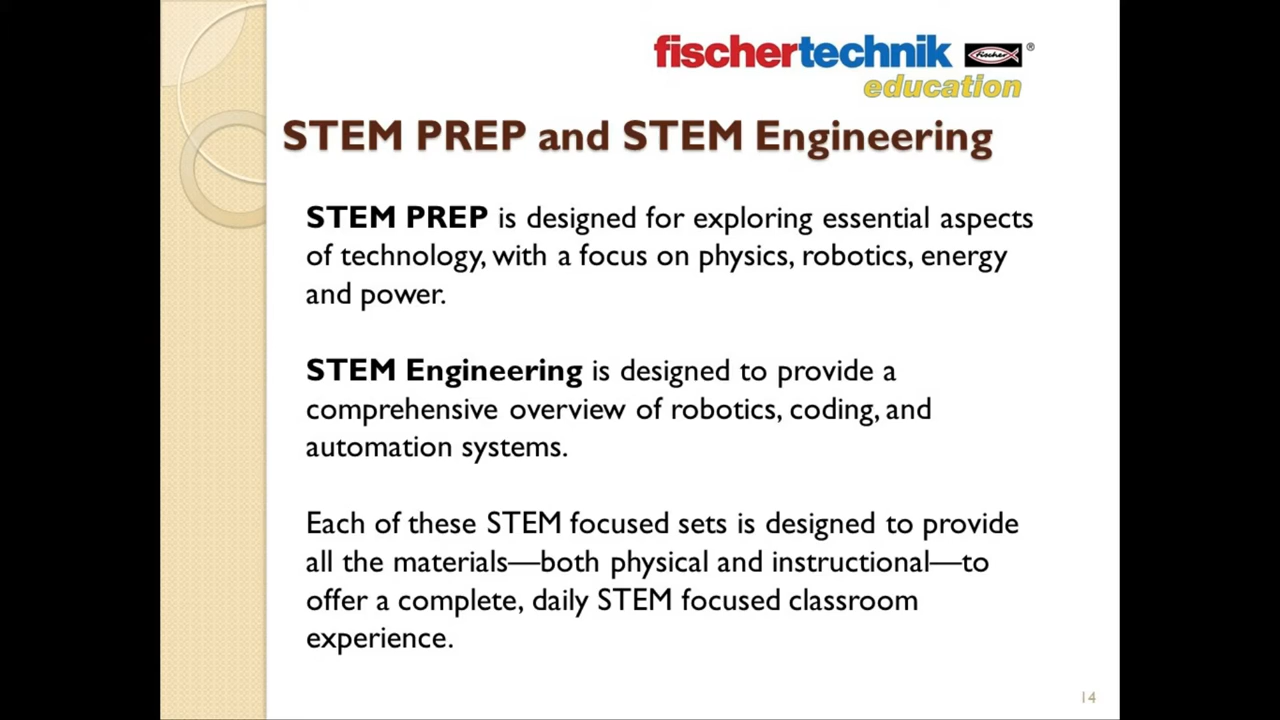 fischertechnik fischer ®
education
STEM PREP and STEM Engineering
STEM PREP is designed for exploring essential aspects
of technology, with a focus on physics, robotics, energy
and power.
STEM Engineering is designed to provide a
comprehensive overview of robotics, coding, and
automation systems.
Each of these STEM focused sets is designed to provide
all the materials—both physical and instructional—to
offer a complete, daily STEM focused classroom
experience.
14